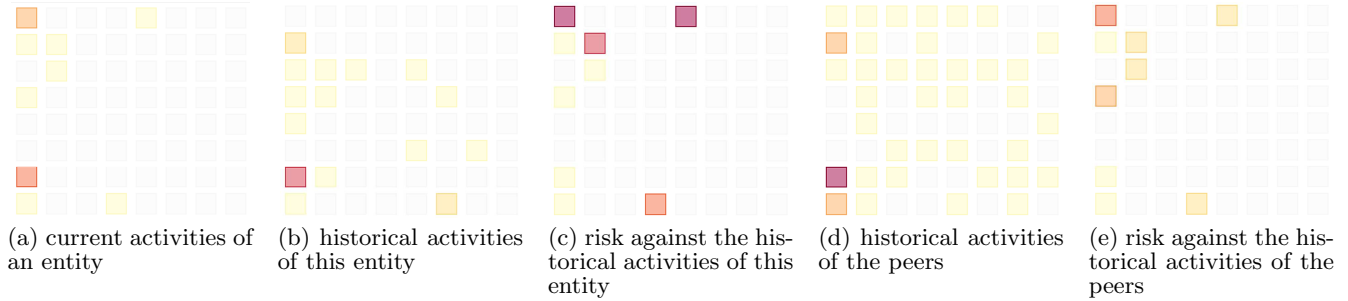 (a) current activities of
an entity
(b) historical activities
of this entity
(c) risk against the his-
torical activities of this
entity
(d) historical activities
of the peers
(e) risk against the his-
torical activities of the
peers